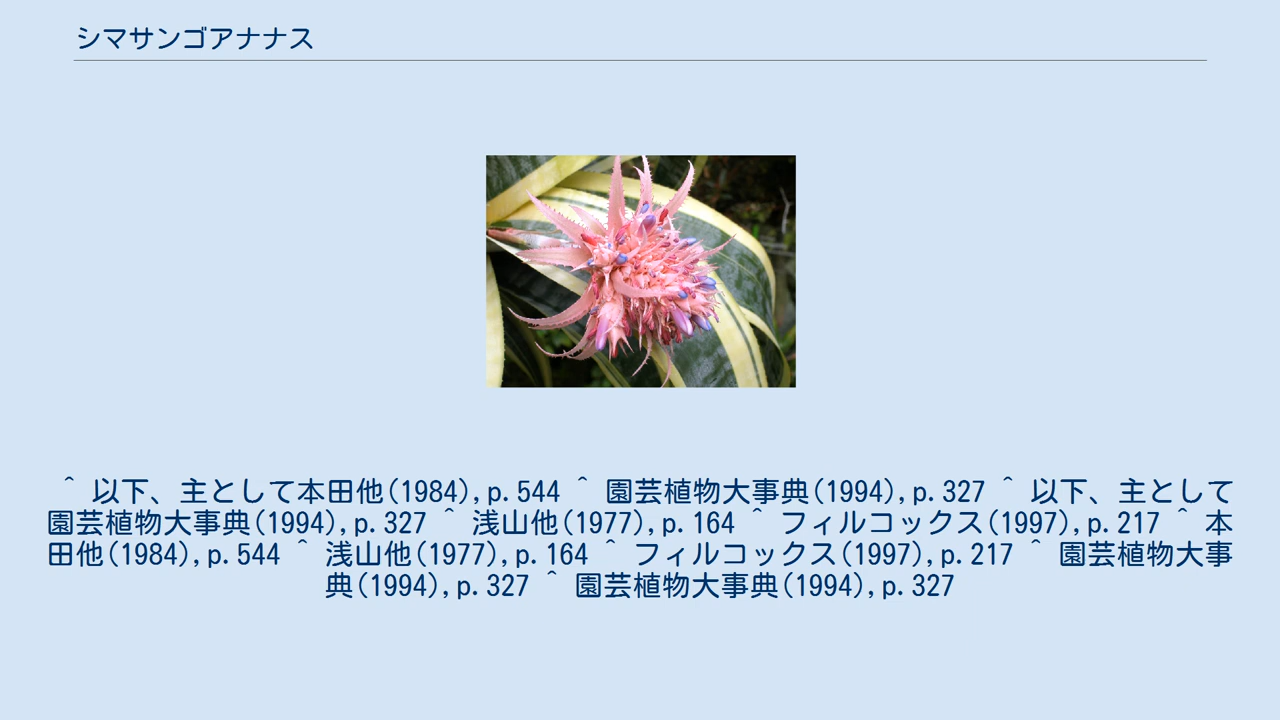 シマサンゴアナナス
^ 以下、主として本田他(1984),p.544 ^ 園芸植物大事典(1994),p.327 ^ 以下、主として
園芸植物大事典(1994),p.327 ^ 浅山他(1977),p.164 ^ フィルコックス(1997),p.217 ^ 本
田他(1984),p.544 ^ 浅山他(1977),p.164 ^ フィルコックス(1997),p.217 ^ 園芸植物大事
典(1994),p.327 ^ 園芸植物大事典(1994),p.327